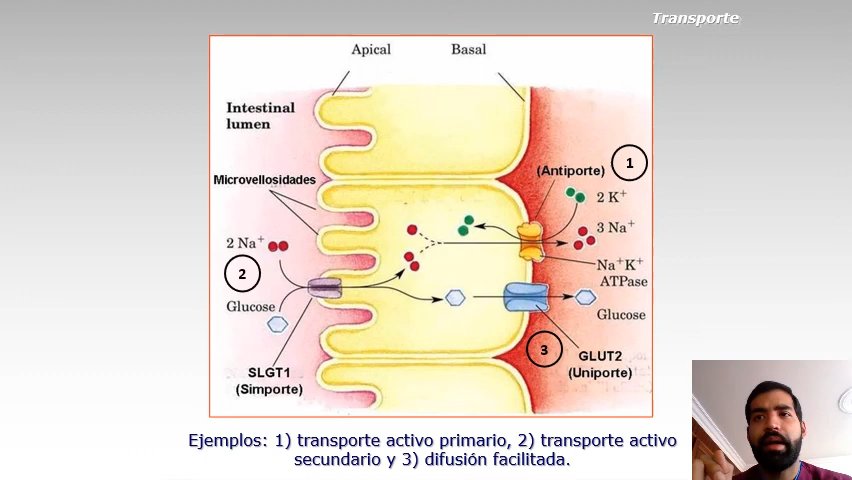 Transporte
Apical
Basal
Intestinal
lumen
1
(Antiporte)
Microvellosidades
2 K+
3 Na+
2 Na+
2
Na+K+
ATPase
Glucose
Glucose
3
GLUT2
(Uniporte)
SLGT1
(Simporte)
Ejemplos: 1) transporte activo primario, 2) transporte activo
secundario y 3) difusión facilitada.